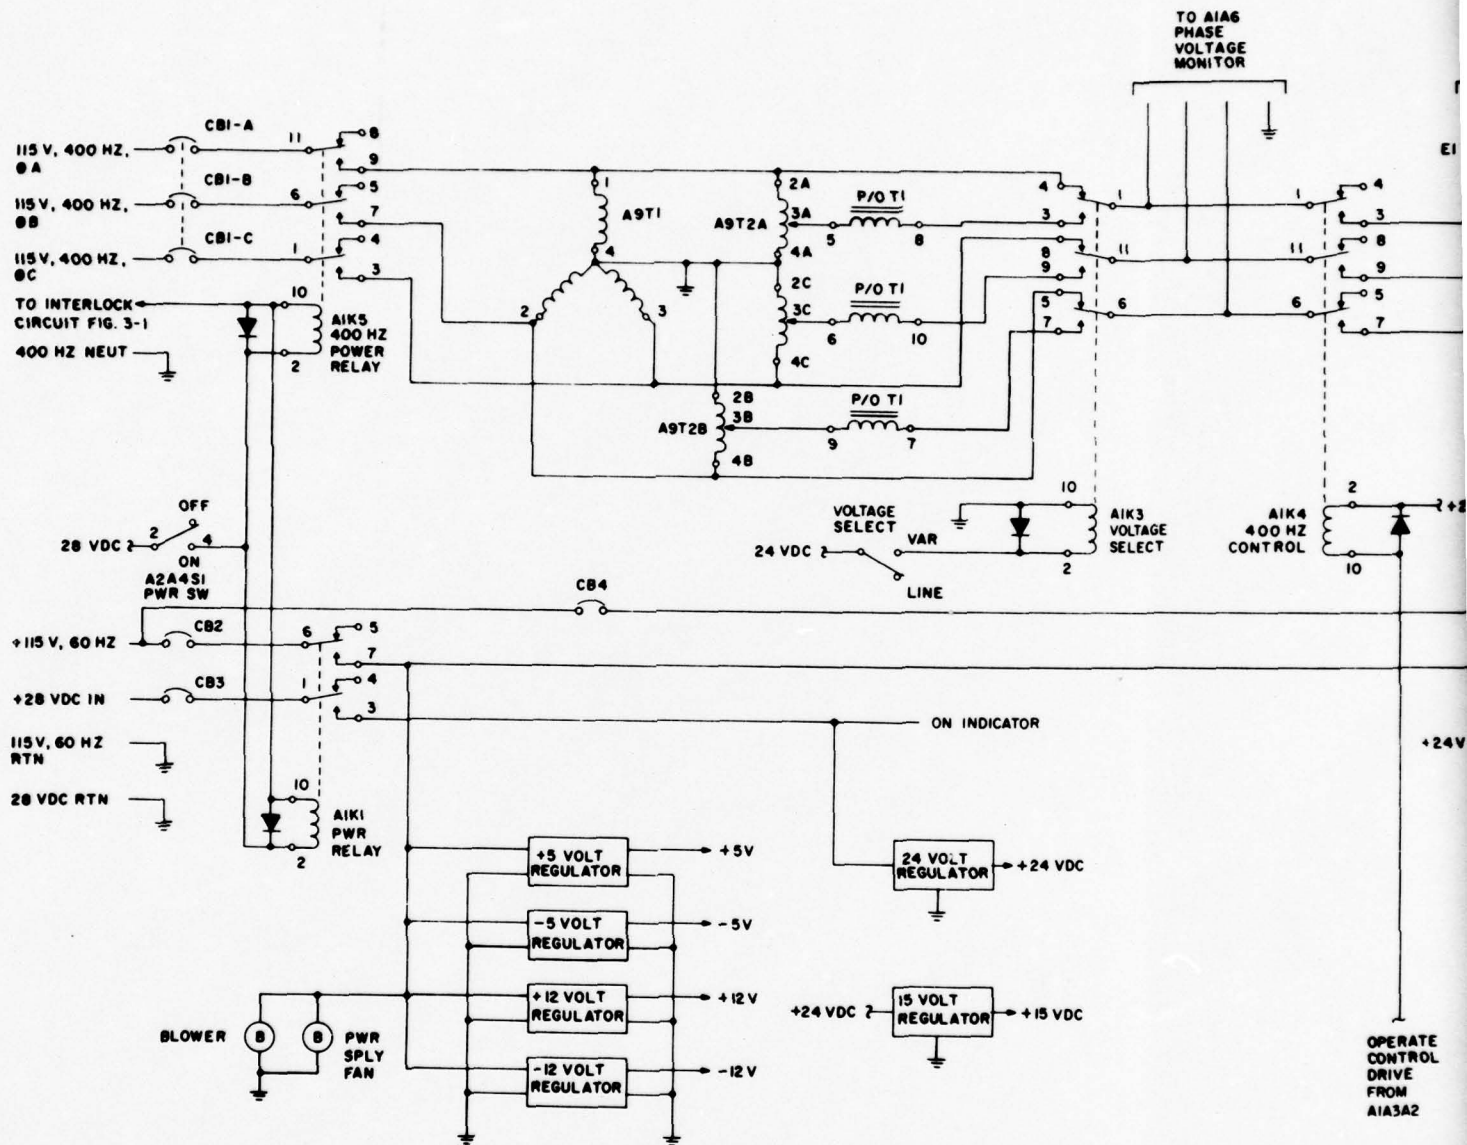 TO A1A6
PHASE
VOLTAGE
MONITOR
CB1-A
115 V, 400 HZ,
ØA
11
8
9
CB1-B
115 V, 400 HZ,
ØB
6
5
7
CB1-C
115 V, 400 HZ,
ØC
1
4
3
TO INTERLOCK
CIRCUIT FIG. 3-1
400 HZ NEUT
10
2
A1K5
400 HZ
POWER
RELAY
1
A9T1
4
2
3
2A
A9T2A
3A
4A
2C
3C
4C
2B
A9T2B
3B
4B
P/O T1
5
8
P/O T1
6
10
P/O T1
9
7
4
3
8
9
5
7
1
11
6
1
11
6
4
3
8
9
5
7
E1
OFF
28 VDC
2
4
ON
A2A4S1
PWR SW
VOLTAGE
SELECT
24 VDC
VAR
LINE
10
2
A1K3
VOLTAGE
SELECT
A1K4
400 HZ
CONTROL
2
10
CB4
+115 V, 60 HZ
CB2
6
5
7
+28 VDC IN
CB3
1
4
3
ON INDICATOR
115 V, 60 HZ
RTN
28 VDC RTN
10
2
A1K1
PWR
RELAY
+24V
+5 VOLT
REGULATOR
+5V
-5 VOLT
REGULATOR
-5V
+12 VOLT
REGULATOR
+12V
-12 VOLT
REGULATOR
-12V
24 VOLT
REGULATOR
+24 VDC
+24 VDC
15 VOLT
REGULATOR
+15 VDC
BLOWER
B
B
PWR
SPLY
FAN
OPERATE
CONTROL
DRIVE
FROM
A1A3A2